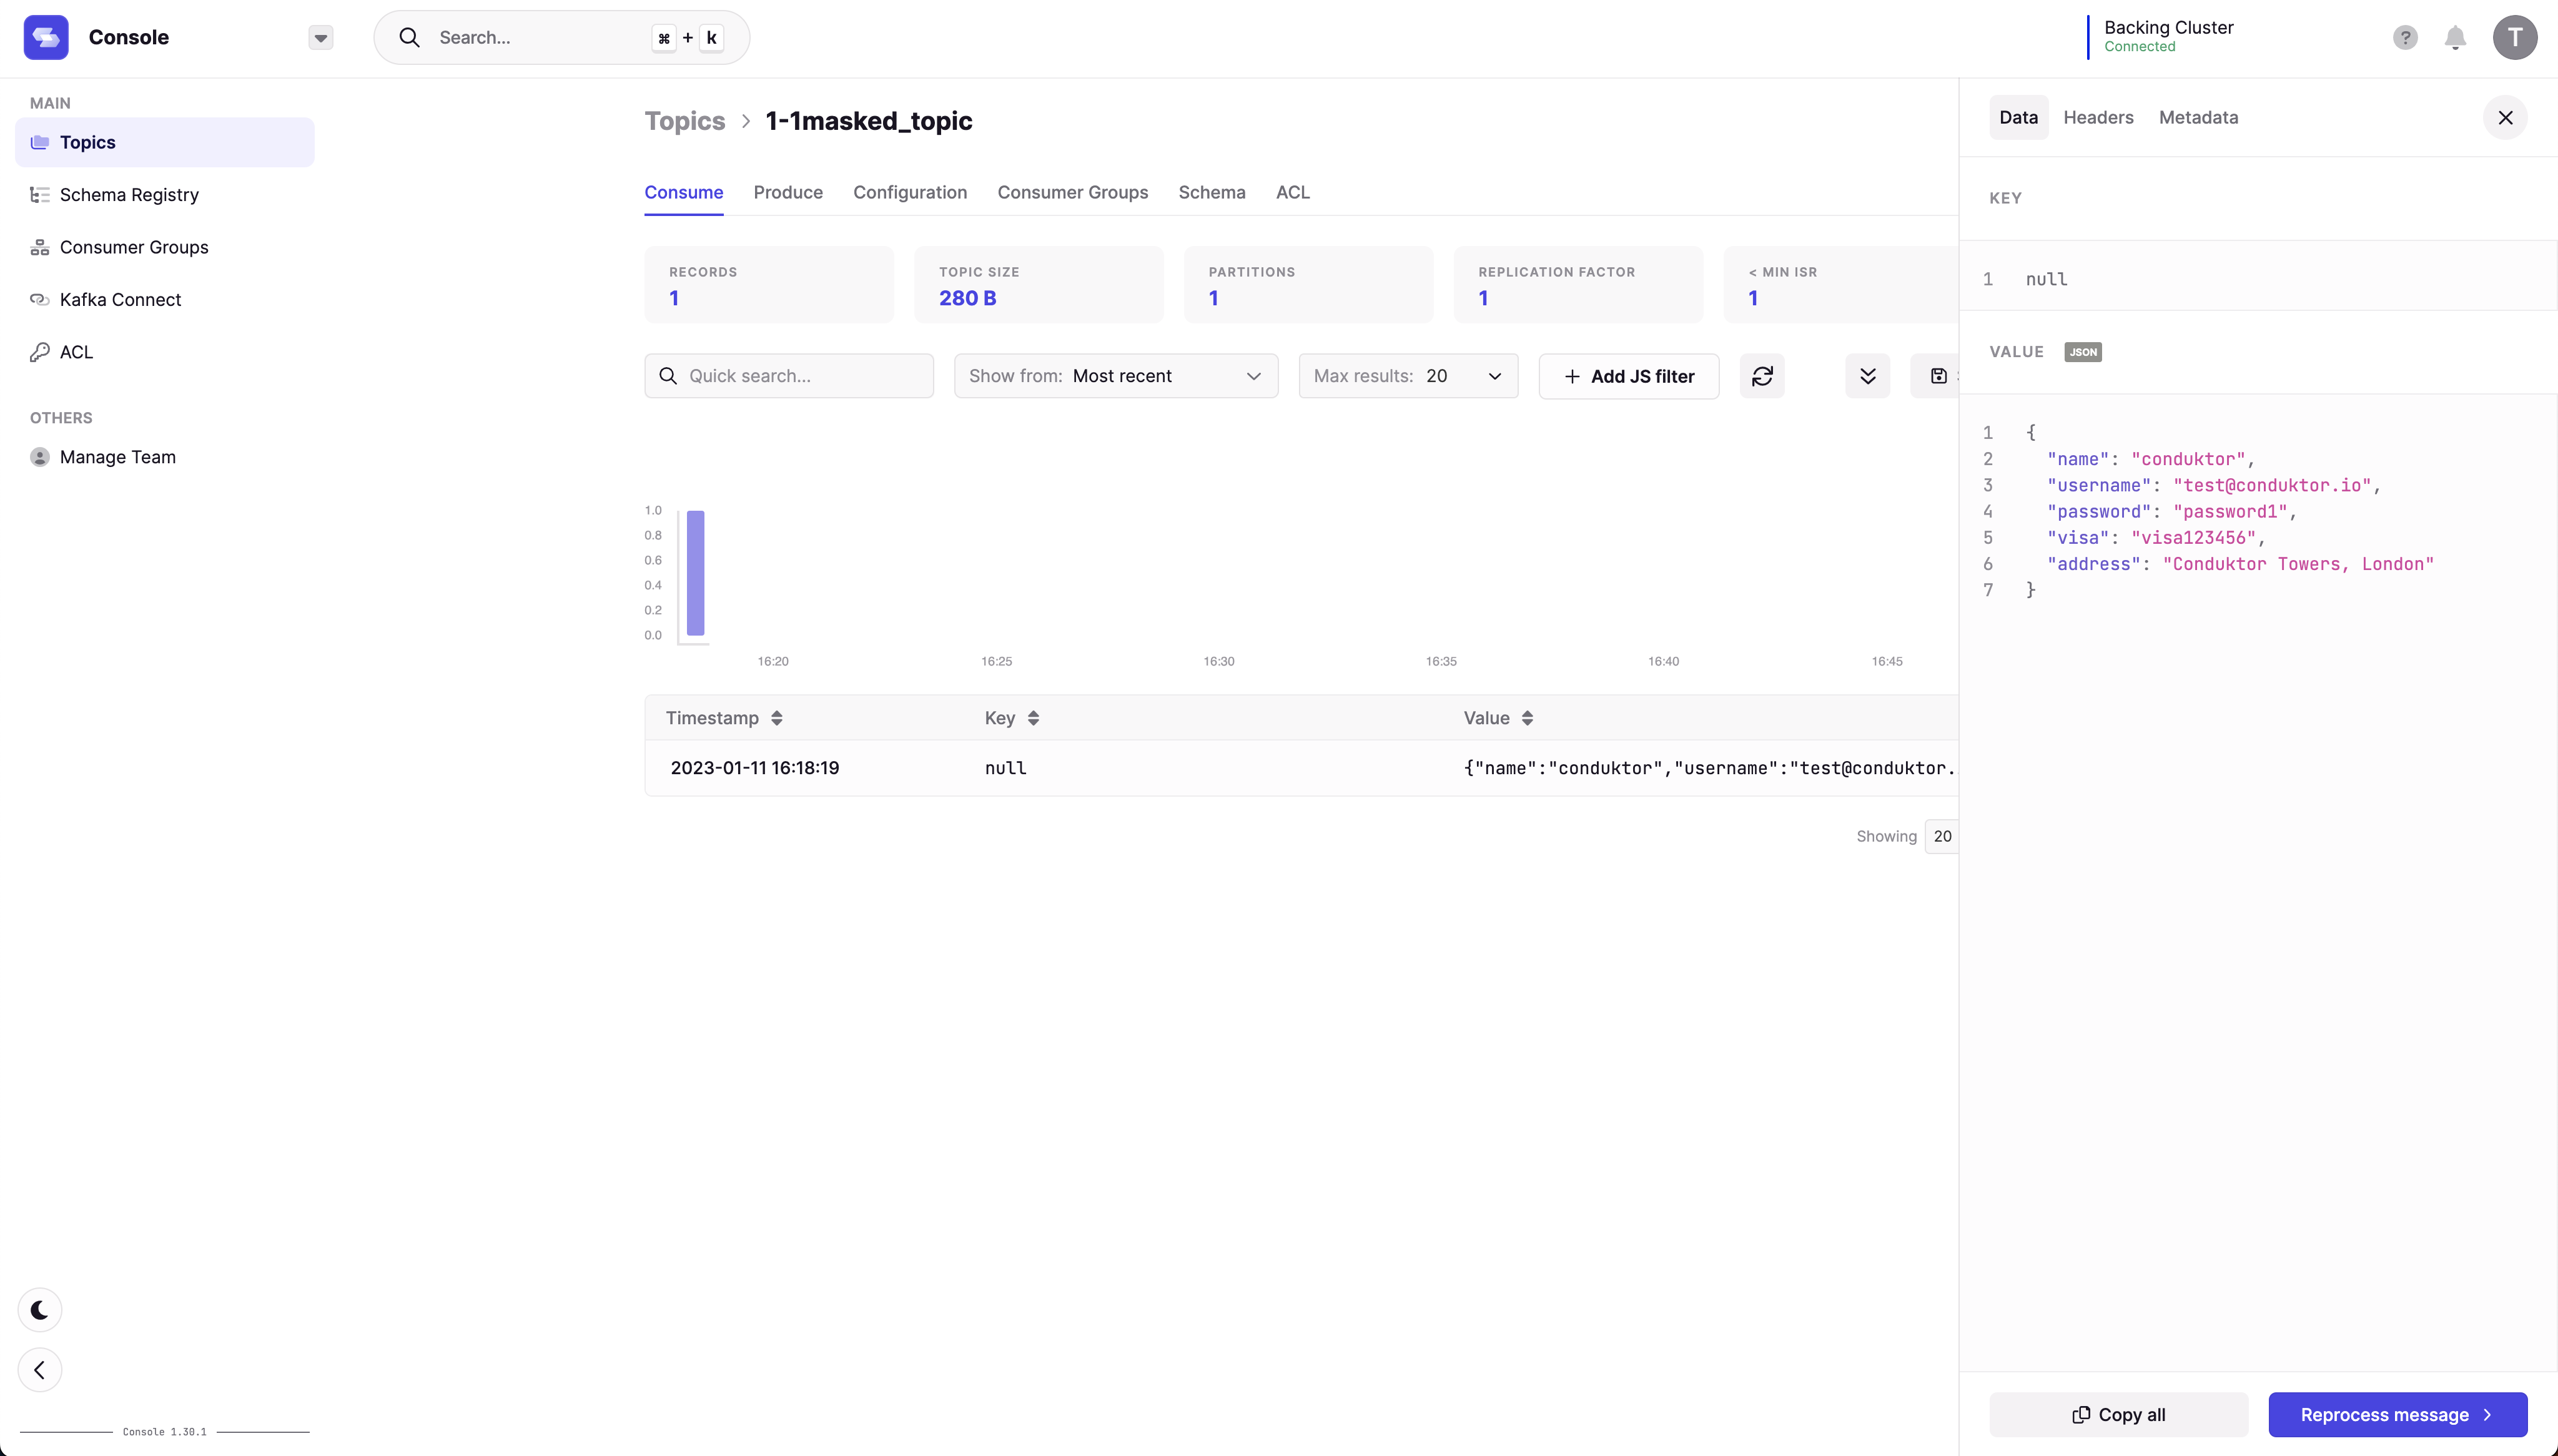 Console
Search...
⌘ + k
Backing Cluster
Connected
?
T
MAIN
Topics
Schema Registry
Consumer Groups
Kafka Connect
ACL
OTHERS
Manage Team
Console 1.30.1
Topics > 1-1masked_topic
Consume Produce Configuration Consumer Groups Schema ACL
RECORDS
1
TOPIC SIZE
280 B
PARTITIONS
1
REPLICATION FACTOR
1
< MIN ISR
1
Quick search...
Show from: Most recent
Max results: 20
+ Add JS filter
1.0
0.8
0.6
0.4
0.2
0.0
16:20 16:25 16:30 16:35 16:40 16:45
Timestamp Key Value
2023-01-11 16:18:19 null {"name":"conduktor","username":"test@conduktor.
Showing 20
Data Headers Metadata
KEY
1 null
VALUE JSON
1 {
2 "name": "conduktor",
3 "username": "test@conduktor.io",
4 "password": "password1",
5 "visa": "visa123456",
6 "address": "Conduktor Towers, London"
7 }
Copy all
Reprocess message >